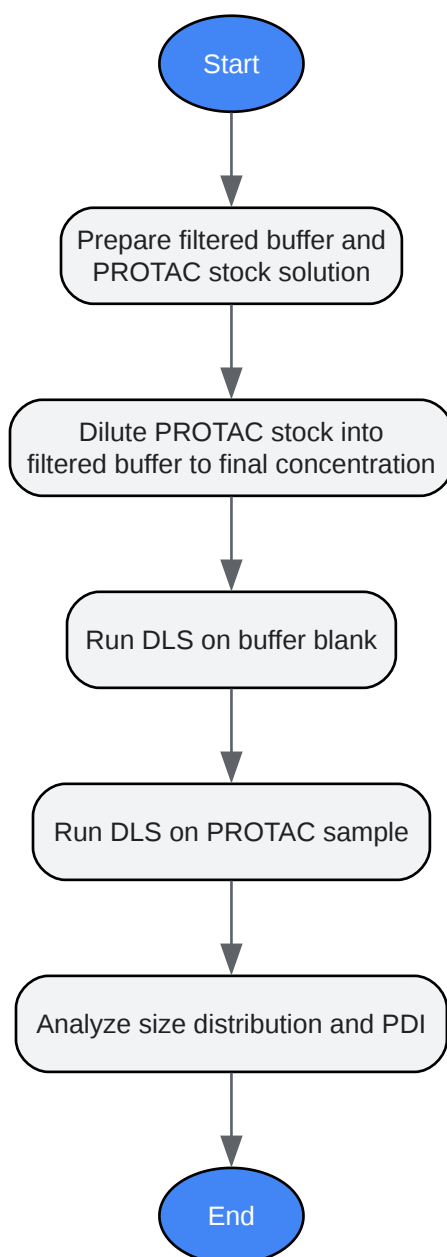 Start
Prepare filtered buffer and
PROTAC stock solution
Dilute PROTAC stock into
filtered buffer to final concentration
Run DLS on buffer blank
Run DLS on PROTAC sample
Analyze size distribution and PDI
End